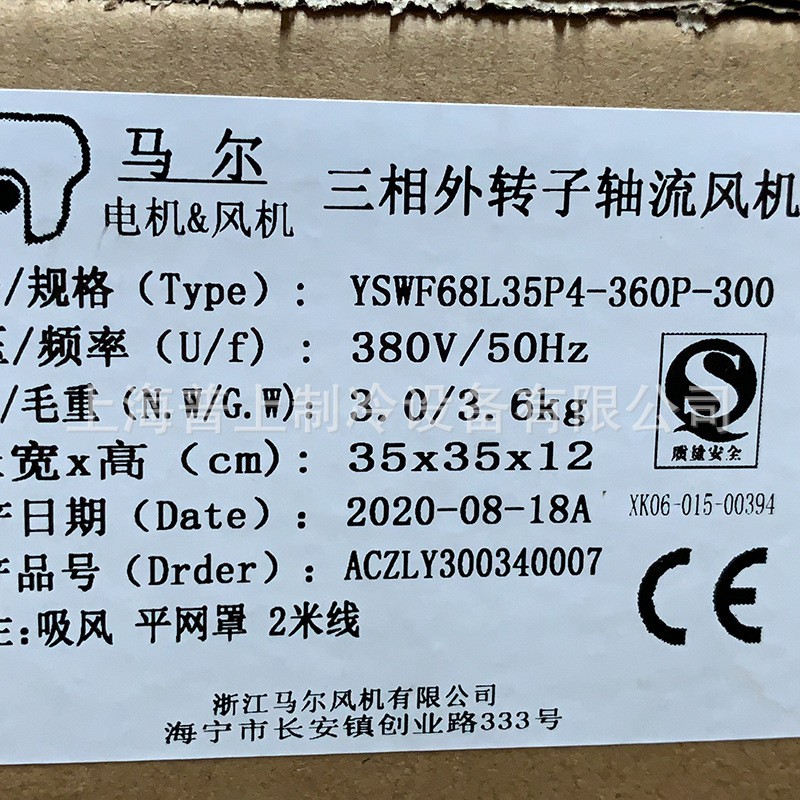 马尔
电机&风机
三相外转子轴流风机
/规格(Type): YSWF68L35P4-360P-300
/频率(U/f): 380V/50Hz
/毛重(N.W/G.W): 3.0/3.6kg
宽x高(cm): 35x35x12
日期(Date): 2020-08-18A
品号(Drder): ACZLY300340007
:吸风 平网罩 2米线
质量安全
XK06-015-00394
CE
浙江马尔风机有限公司
海宁市长安镇创业路333号
上海普上制冷设备有限公司